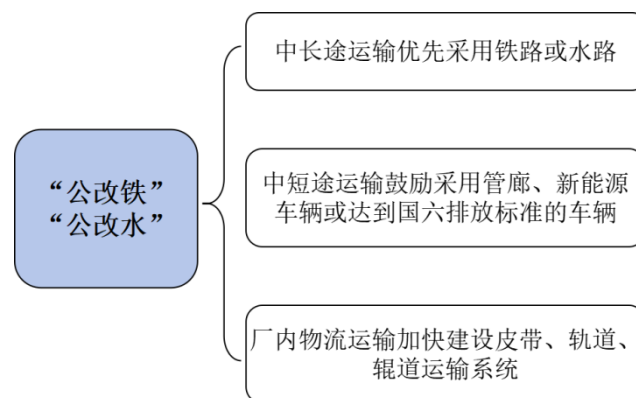 “公改铁”
“公改水”
中长途运输优先采用铁路或水路
中短途运输鼓励采用管廊、新能源
车辆或达到国六排放标准的车辆
厂内物流运输加快建设皮带、轨道、
辊道运输系统